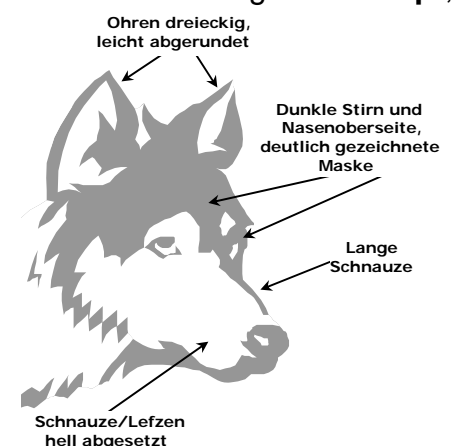 Ohren dreieckig,
leicht abgerundet
Dunkle Stirn und
Nasenoberseite,
deutlich gezeichnete
Maske
Lange
Schnauze
Schnauze/Lefzen
hell abgesetzt